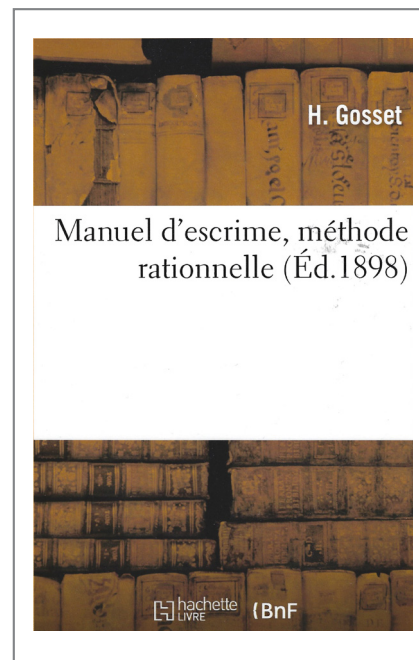 H. Gosset
Manuel d'escrime, méthode
rationnelle (Éd.1898)
hachette
LIVRE
{BnF